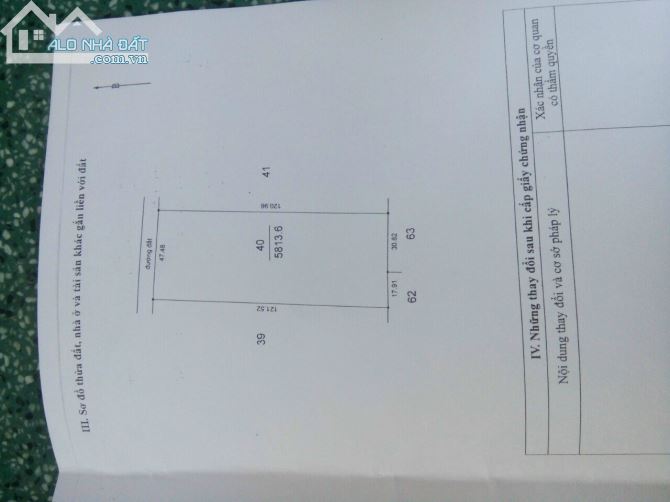 ALO NHÀ ĐẤT
.com.vn
III. Sơ đồ thửa đất, nhà ở và tài sản khác gắn liền với đất
B
đường đất
47.48
41
120.98
40
5813.6
121.52
39
30.62
63
17.91
62
IV. Những thay đổi sau khi cấp giấy chứng nhận
Nội dung thay đổi và cơ sở pháp lý
Xác nhận của cơ quan
có thẩm quyền